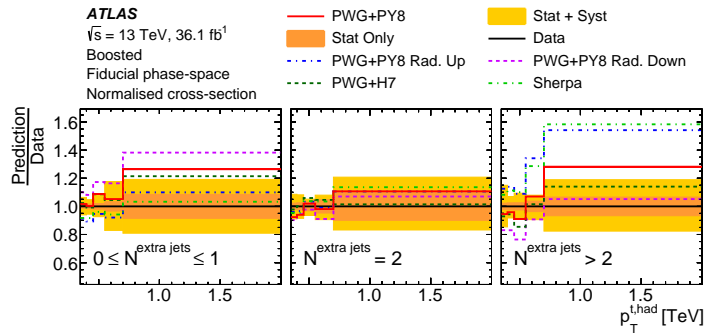 ATLAS
√s = 13 TeV, 36.1 fb¹
Boosted
Fiducial phase-space
Normalised cross-section
PWG+PY8
Stat Only
PWG+PY8 Rad. Up
PWG+H7
Stat + Syst
Data
PWG+PY8 Rad. Down
Sherpa
Prediction
Data
1.6
1.4
1.2
1.0
0.8
0.6
0 ≤ N^extra jets ≤ 1
N^extra jets = 2
N^extra jets > 2
1.0 1.5
1.0 1.5
1.0 1.5
p_T^t,had [TeV]